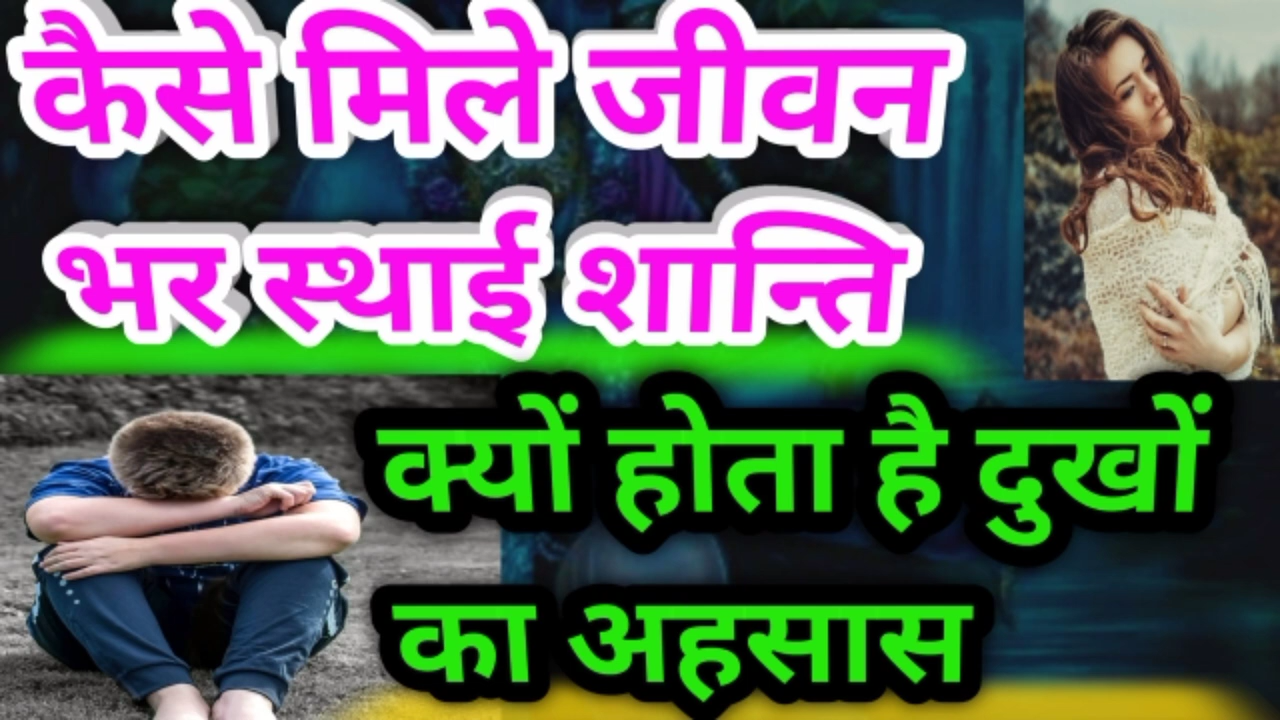 कैसे मिले जीवन
भर स्थाई शान्ति
क्यों होता है दुखों
का अहसास